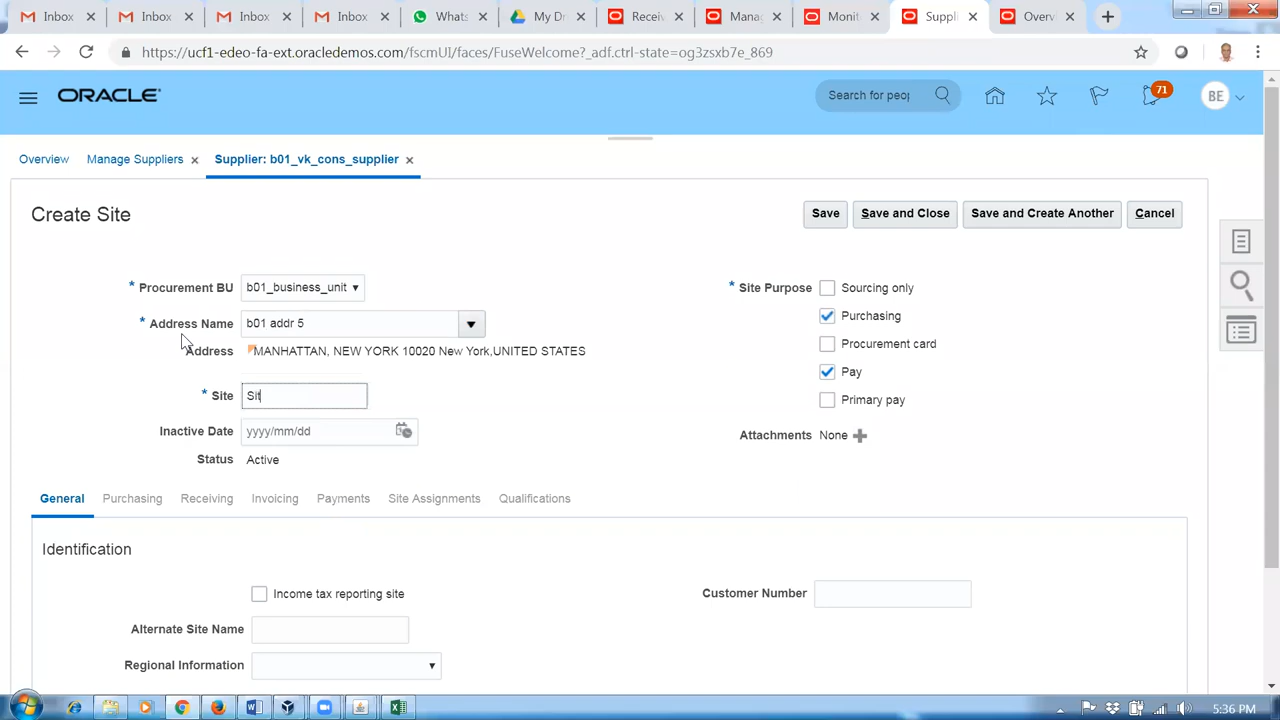 Inbox
Inbox
Inbox
Inbox
Whats
My D
Recei
Mana
Monit
Suppli
Overv
https://ucf1-edeo-fa-ext.oracledemos.com/fscmUI/faces/FuseWelcome?_adf.ctrl-state=og3zsxb7e_869
ORACLE
Search for peop
71
BE
Overview
Manage Suppliers
Supplier: b01_vk_cons_supplier
Create Site
Save
Save and Close
Save and Create Another
Cancel
* Procurement BU b01_business_unit
* Address Name b01 addr 5
Address MANHATTAN, NEW YORK 10020 New York,UNITED STATES
* Site Sit
Inactive Date yyyy/mm/dd
Status Active
* Site Purpose Sourcing only
Purchasing
Procurement card
Pay
Primary pay
Attachments None
General Purchasing Receiving Invoicing Payments Site Assignments Qualifications
Identification
Income tax reporting site
Customer Number
Alternate Site Name
Regional Information
5:36 PM